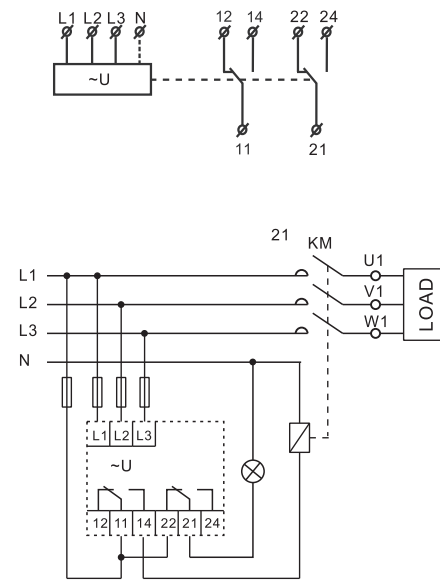 L1 L2 L3 N 12 14 22 24
~U
11 21
21 KM
L1 U1
L2 V1
L3 W1
LOAD
N
L1 L2 L3
~U
12 11 14 22 21 24